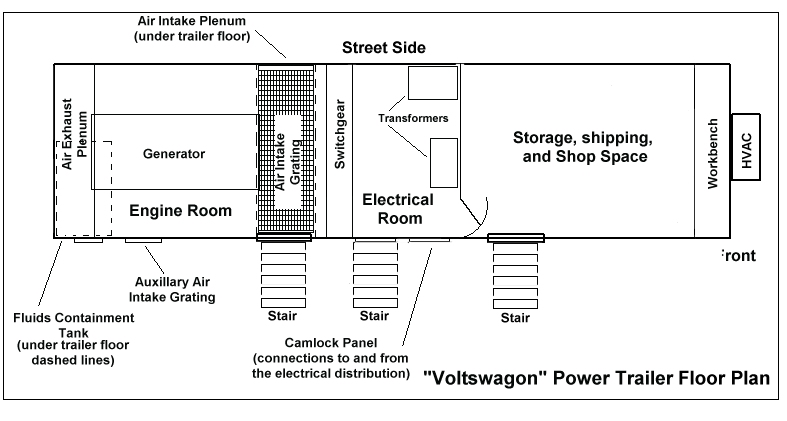 Air Intake Plenum
(under trailer floor)
Street Side
Air Exhaust
Plenum
Generator
Engine Room
Air Intake
Grating
Switchgear
Transformers
Electrical
Room
Storage, shipping,
and Shop Space
Workbench
HVAC
Front
Auxillary Air
Intake Grating
Fluids Containment
Tank
(under trailer floor
dashed lines)
Stair
Stair
Stair
Camlock Panel
(connections to and from
the electrical distribution)
"Voltswagon" Power Trailer Floor Plan